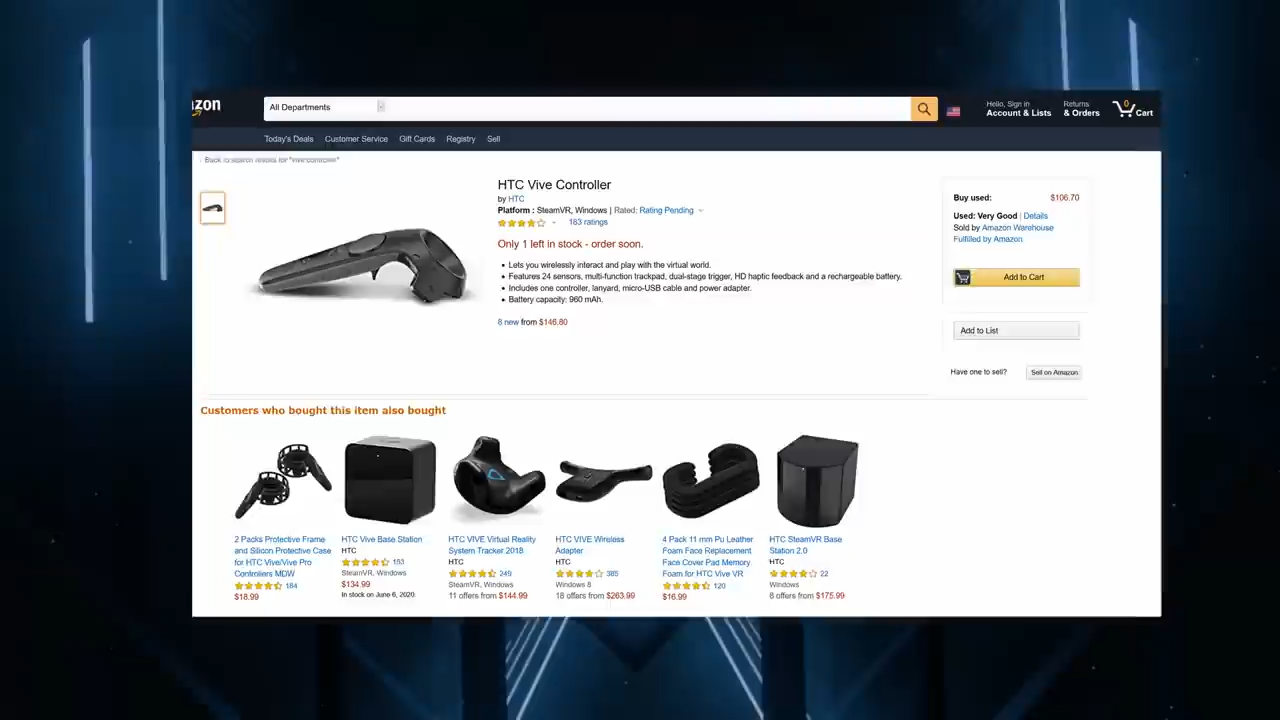 azon
All Departments
Hello, Sign in
Account & Lists
Returns
& Orders
0
Cart
Today's Deals
Customer Service
Gift Cards
Registry
Sell
Back to search results for "vive controller"
HTC Vive Controller
by HTC
Platform : SteamVR, Windows | Rated: Rating Pending
183 ratings
Only 1 left in stock - order soon.
• Lets you wirelessly interact and play with the virtual world.
• Features 24 sensors, multi-function trackpad, dual-stage trigger, HD haptic feedback and a rechargeable battery.
• Includes one controller, lanyard, micro-USB cable and power adapter.
• Battery capacity: 960 mAh.
8 new from $146.80
Buy used: $106.70
Used: Very Good | Details
Sold by Amazon Warehouse
Fulfilled by Amazon
Add to Cart
Add to List
Have one to sell?
Sell on Amazon
Customers who bought this item also bought
2 Packs Protective Frame
and Silicon Protective Case
for HTC Vive/Vive Pro
Controllers MDW
184
$18.99
HTC Vive Base Station
HTC
153
SteamVR, Windows
$134.99
In stock on June 6, 2020.
HTC VIVE Virtual Reality
System Tracker 2018
HTC
249
SteamVR, Windows
11 offers from $144.99
HTC VIVE Wireless
Adapter
HTC
385
Windows 8
18 offers from $263.99
4 Pack 11 mm Pu Leather
Foam Face Replacement
Face Cover Pad Memory
Foam for HTC Vive VR
120
$16.99
HTC SteamVR Base
Station 2.0
HTC
22
Windows
8 offers from $175.99